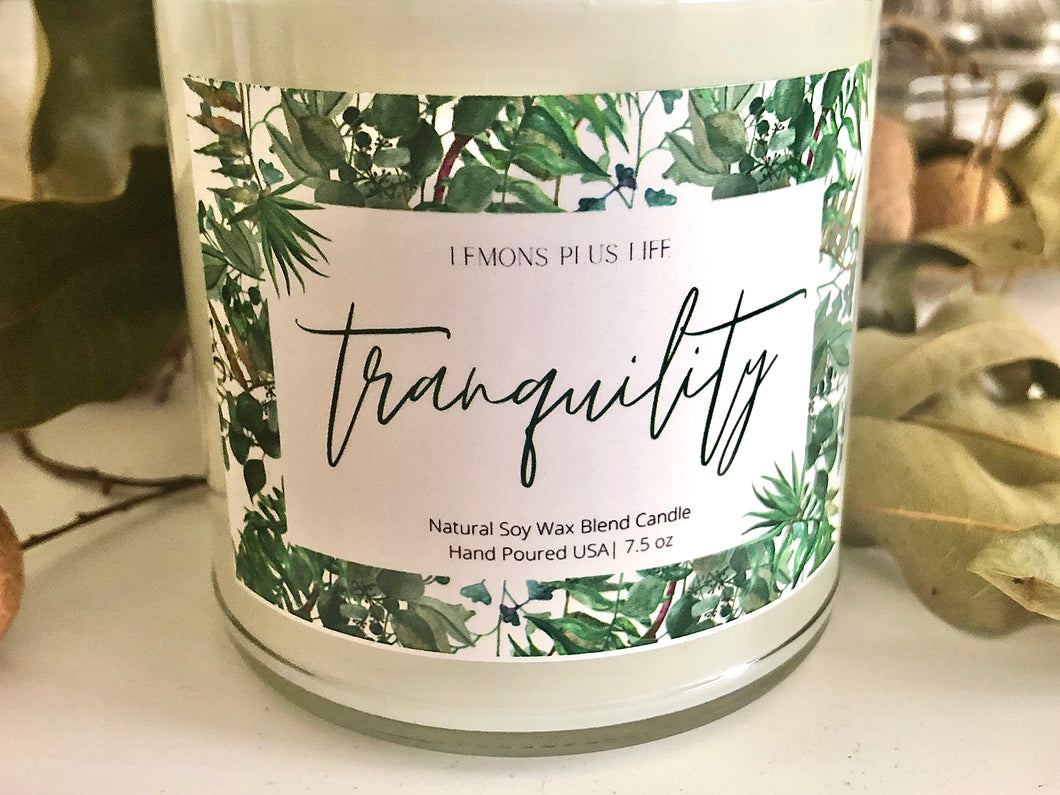 LEMONS PLUS LIFE
tranquility
Natural Soy Wax Blend Candle
Hand Poured USA| 7.5 oz